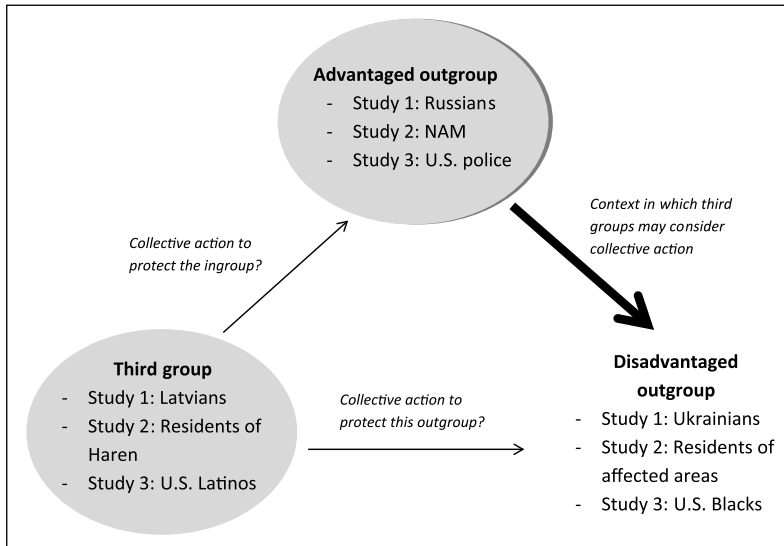 Advantaged outgroup
- Study 1: Russians
- Study 2: NAM
- Study 3: U.S. police
Context in which third
groups may consider
collective action
Collective action to
protect the ingroup?
Third group
- Study 1: Latvians
- Study 2: Residents of
Haren
- Study 3: U.S. Latinos
Collective action to
protect this outgroup?
Disadvantaged
outgroup
- Study 1: Ukrainians
- Study 2: Residents of
affected areas
- Study 3: U.S. Blacks